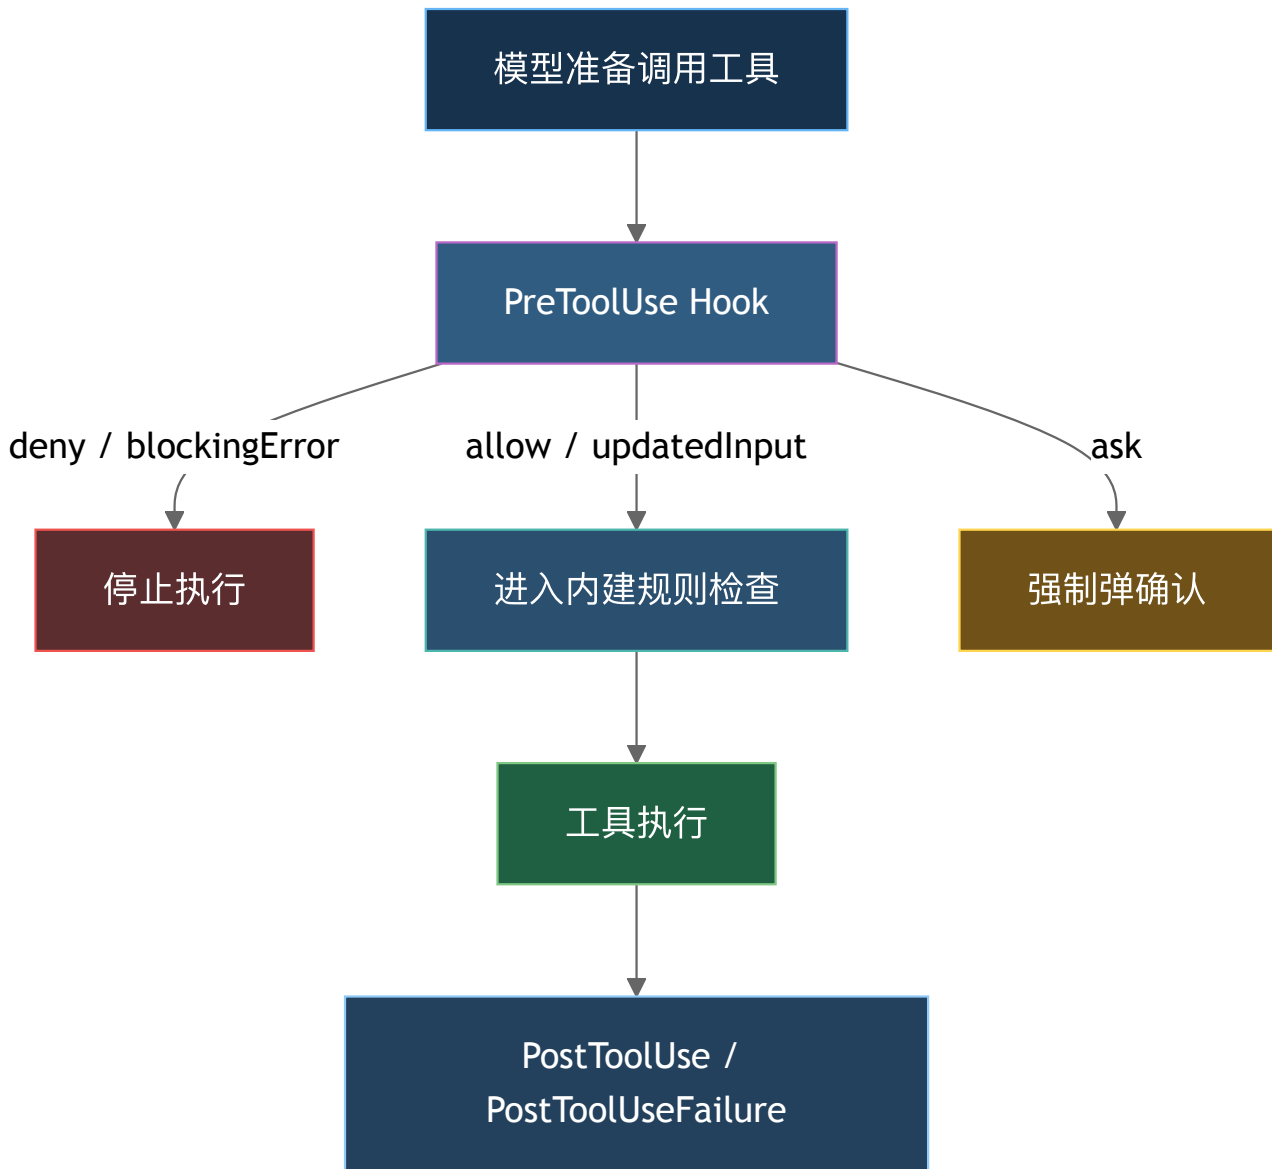 模型准备调用工具
PreToolUse Hook
deny / blockingError
allow / updatedInput
ask
停止执行
进入内建规则检查
强制弹确认
工具执行
PostToolUse /
PostToolUseFailure